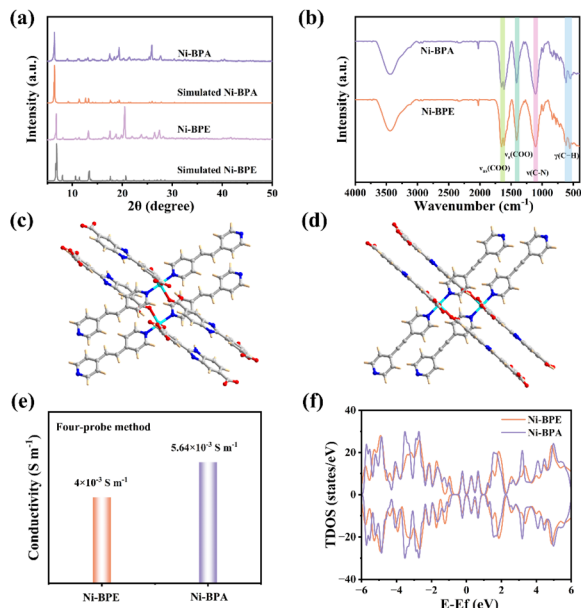 (a)
Ni-BPA
Simulated Ni-BPA
Ni-BPE
Simulated Ni-BPE
Intensity (a.u.)
5 10 20 30 40 50
2θ (degree)
(b)
Ni-BPA
Ni-BPE
νas(COO)
νs(COO)
ν(C-N)
γ(C−H)
Intensity (a.u.)
4000 3500 3000 2500 2000 1500 1000 500
Wavenumber (cm-1)
(c)
(d)
(e)
Four-probe method
5.64×10-3 S m-1
4×10-3 S m-1
Conductivity (S m-1)
Ni-BPE Ni-BPA
(f)
Ni-BPE
Ni-BPA
TDOS (states/eV)
40
20
0
−20
−40
−6 −4 −2 0 2 4 6
E-Ef (eV)